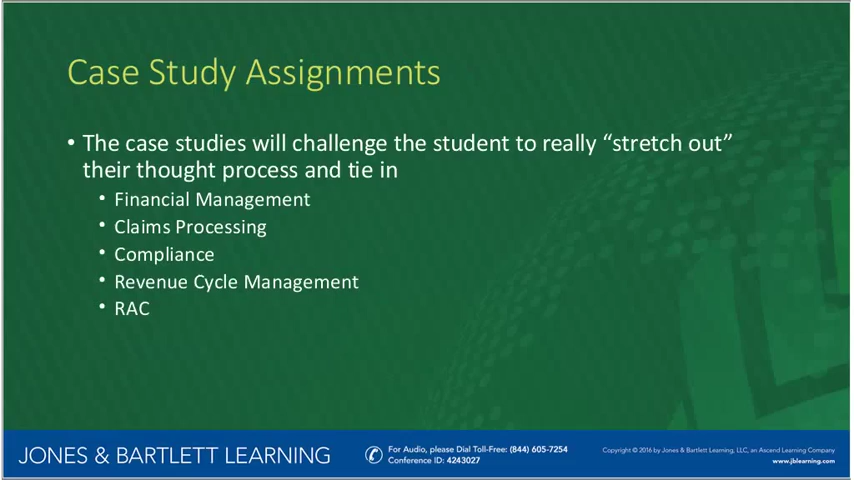 Case Study Assignments
• The case studies will challenge the student to really “stretch out”
their thought process and tie in
• Financial Management
• Claims Processing
• Compliance
• Revenue Cycle Management
• RAC
JONES & BARTLETT LEARNING
For Audio, please Dial Toll-Free: (844) 605-7254
Conference ID: 4243027
Copyright © 2016 by Jones & Bartlett Learning, LLC, an Ascend Learning Company
www.jblearning.com